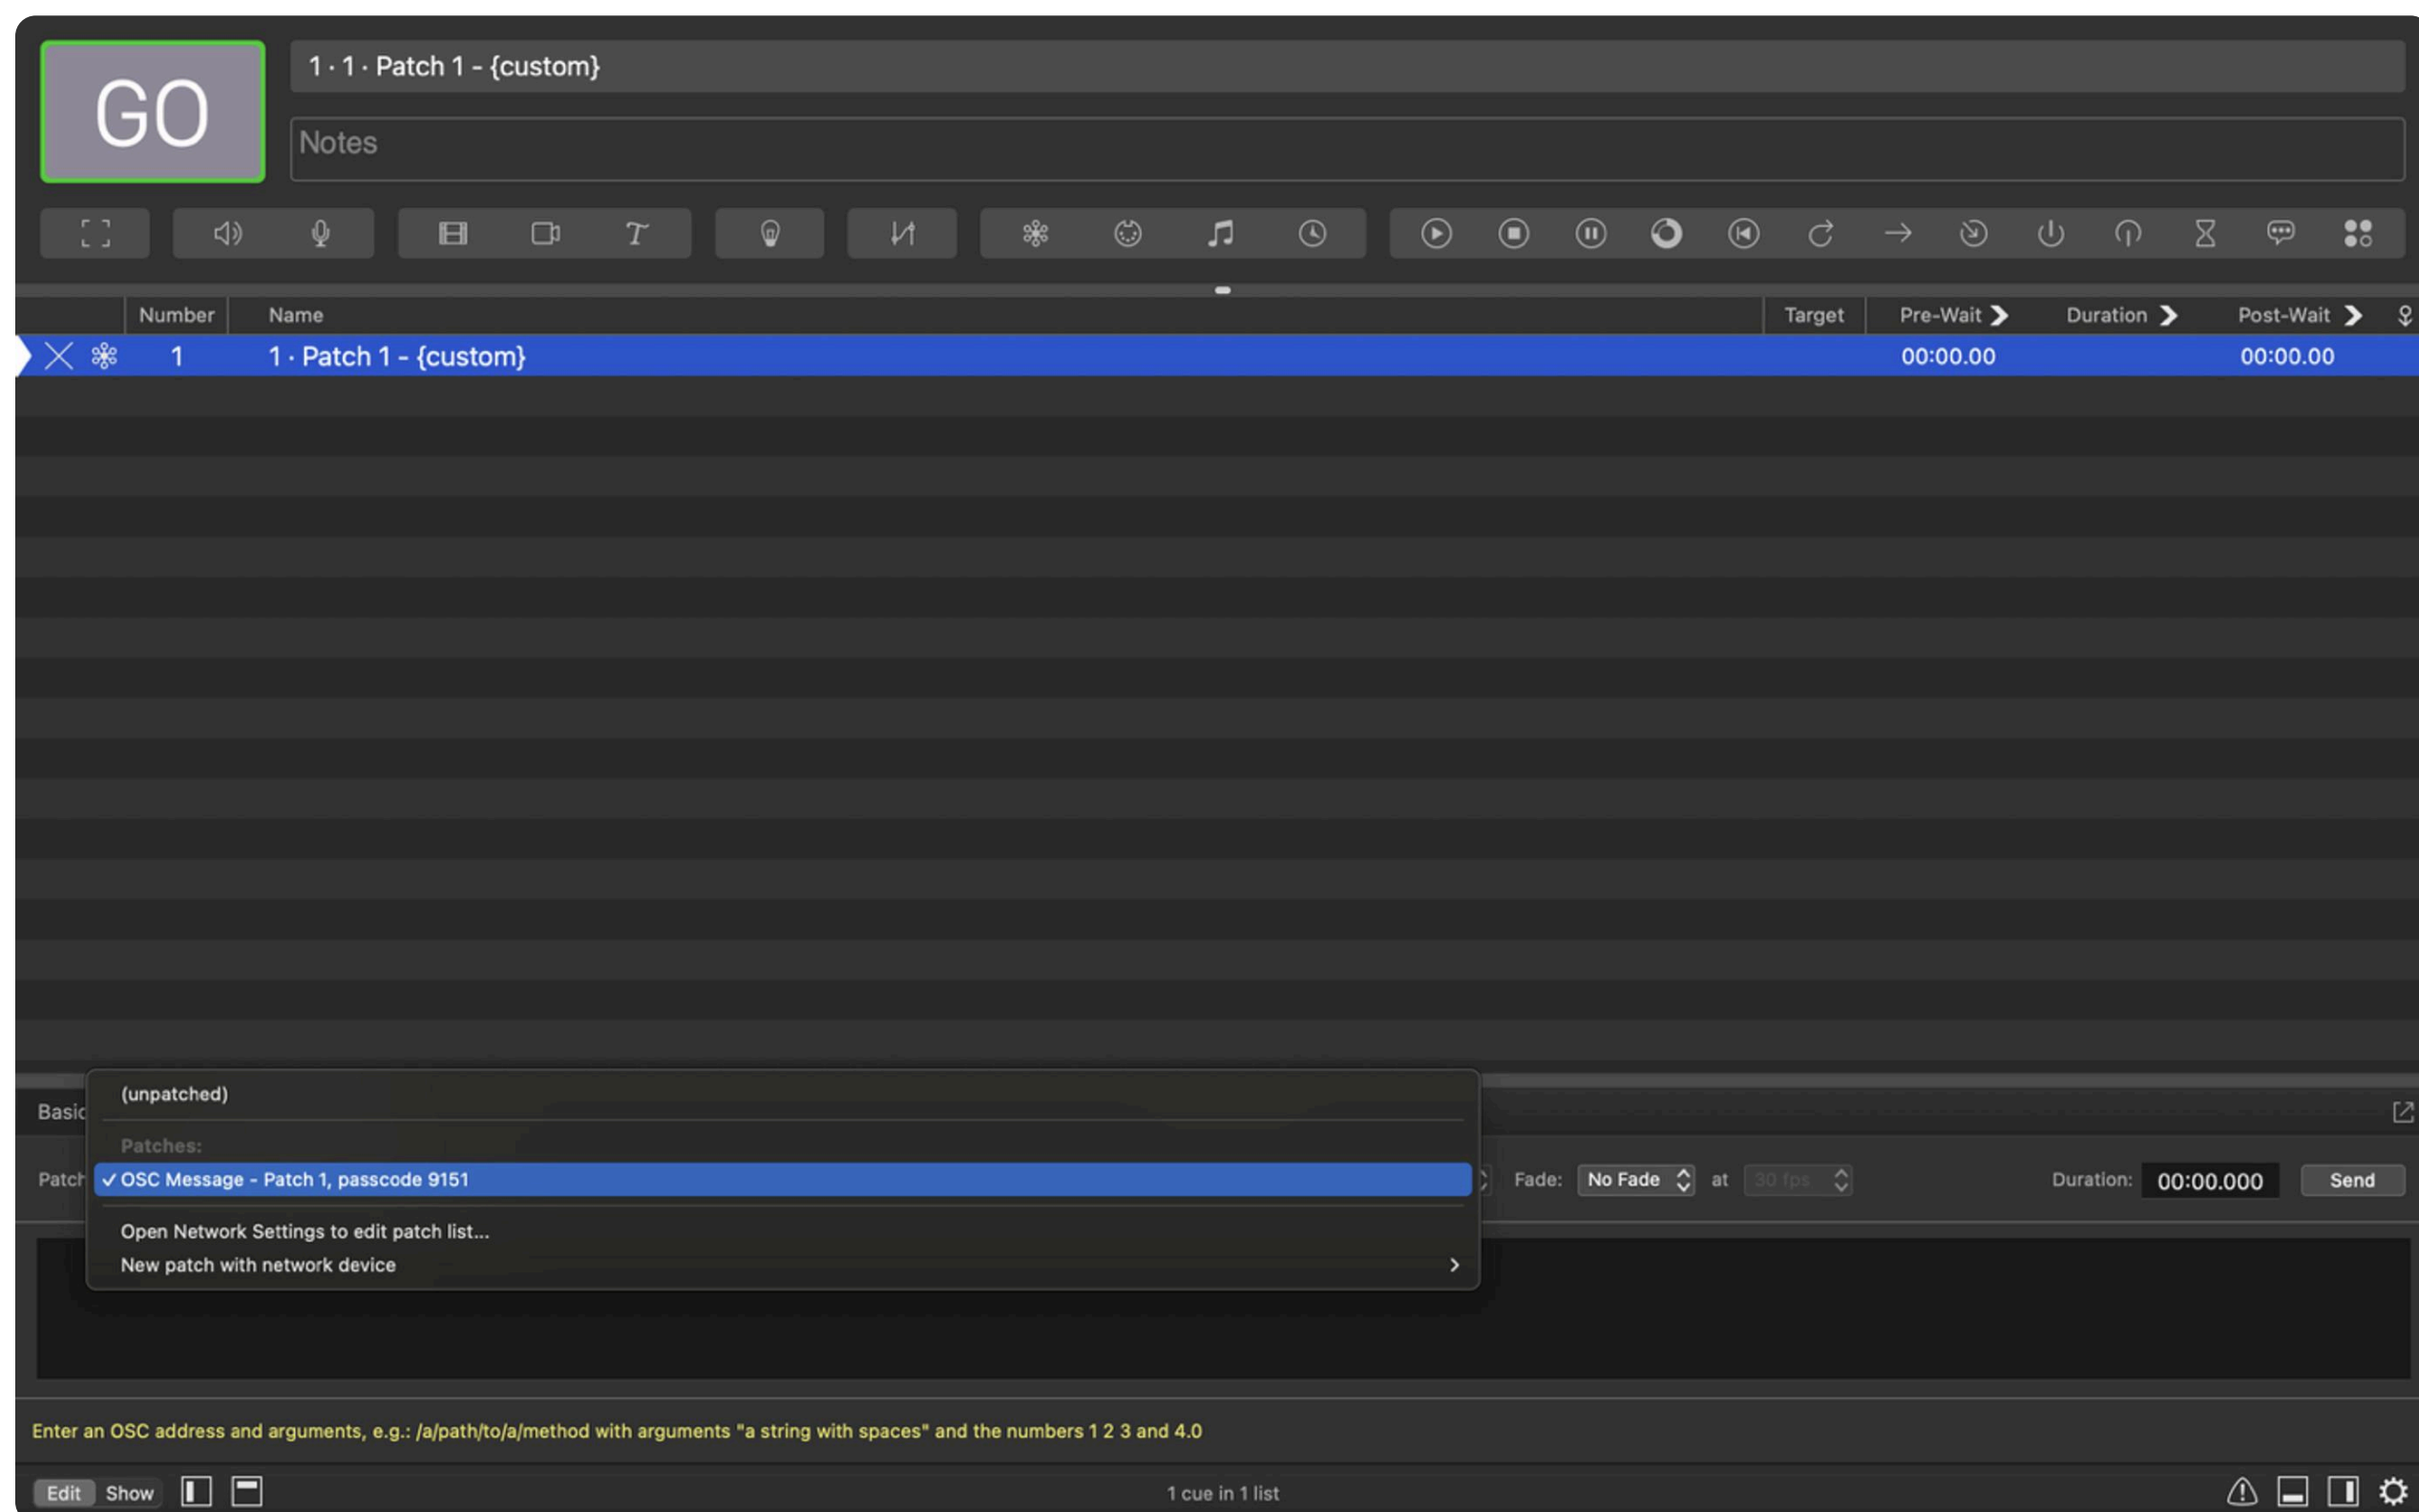 GO
1 · 1 · Patch 1 - {custom}
Notes
Number Name Target Pre-Wait Duration Post-Wait
1 1 · Patch 1 - {custom} 00:00.00 00:00.00
(unpatched)
Basic
Patches:
Patch
✓ OSC Message - Patch 1, passcode 9151
Fade: No Fade at 30 fps Duration: 00:00.000 Send
Open Network Settings to edit patch list...
New patch with network device
Enter an OSC address and arguments, e.g.: /a/path/to/a/method with arguments "a string with spaces" and the numbers 1 2 3 and 4.0
Edit Show 1 cue in 1 list